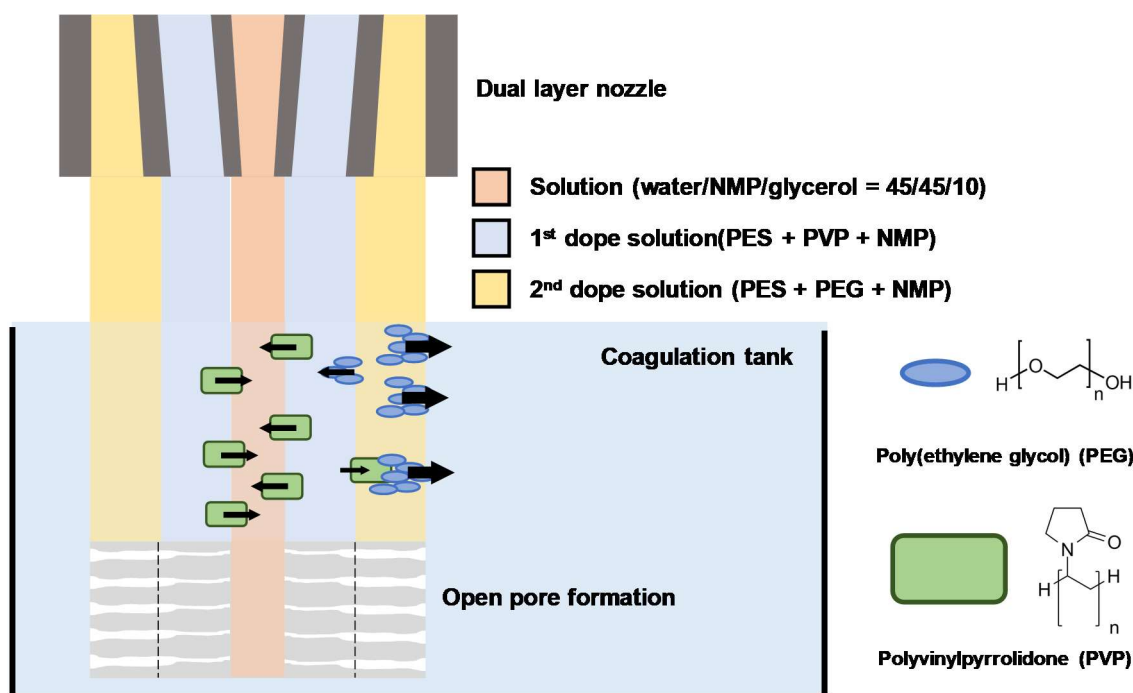 Dual layer nozzle
Solution (water/NMP/glycerol = 45/45/10)
1st dope solution(PES + PVP + NMP)
2nd dope solution (PES + PEG + NMP)
Coagulation tank
H O n OH
Poly(ethylene glycol) (PEG)
Open pore formation
N O
H H
n
Polyvinylpyrrolidone (PVP)